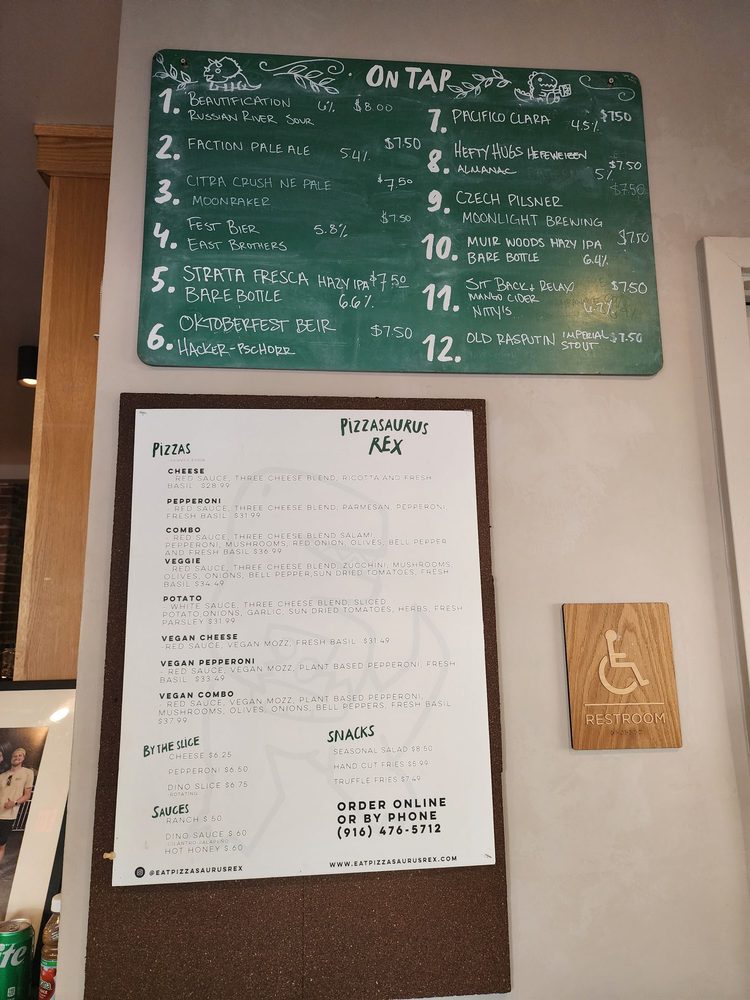 ON TAP
1. BEAUTIFICATION 6% $8.00
RUSSIAN RIVER SOUR
2. FACTION PALE ALE 5.4% $7.50
3. CITRA CRUSH NE PALE $7.50
MOONRAKER
4. FEST BIER 5.8% $7.50
EAST BROTHERS
5. STRATA FRESCA HAZY IPA $7.50
BARE BOTTLE 6.6%
6. OKTOBERFEST BEIR $7.50
HACKER-PSCHORR
7. PACIFICO CLARA 4.5% $7.50
8. HEFTY HUGS HEFEWEIZEN $7.50
ALMANAC 5%
9. CZECH PILSNER $7.50
MOONLIGHT BREWING
10. MUIR WOODS HAZY IPA $7.50
BARE BOTTLE 6.4%
11. SIT BACK & RELAX $7.50
MANGO CIDER 6.7%
NITTY'S
12. OLD RASPUTIN IMPERIAL $7.50
STOUT
PIZZASAURUS
REX
PIZZAS
CHEESE
- RED SAUCE, THREE CHEESE BLEND, RICOTTA AND FRESH
BASIL $28.99
PEPPERONI
- RED SAUCE, THREE CHEESE BLEND, PARMESAN, PEPPERONI,
FRESH BASIL $31.99
COMBO
- RED SAUCE, THREE CHEESE BLEND SALAMI,
PEPPERONI, MUSHROOMS, RED ONION, OLIVES, BELL PEPPER
AND FRESH BASIL $36.99
VEGGIE
- RED SAUCE, THREE CHEESE BLEND, ZUCCHINI, MUSHROOMS,
OLIVES, ONIONS, BELL PEPPER, SUN DRIED TOMATOES, FRESH
BASIL $34.49
POTATO
- WHITE SAUCE, THREE CHEESE BLEND, SLICED
POTATO, ONIONS, GARLIC, SUN DRIED TOMATOES, HERBS, FRESH
PARSLEY $31.99
VEGAN CHEESE
-RED SAUCE, VEGAN MOZZ, FRESH BASIL $31.49
VEGAN PEPPERONI
- RED SAUCE, VEGAN MOZZ, PLANT BASED PEPPERONI, FRESH
BASIL $33.49
VEGAN COMBO
- RED SAUCE, VEGAN MOZZ, PLANT BASED PEPPERONI,
MUSHROOMS, OLIVES, ONIONS, BELL PEPPERS, FRESH BASIL
$37.99
BY THE SLICE
CHEESE $6.25
PEPPERONI $6.50
DINO SLICE $6.75
-ROTATING
SAUCES
RANCH $.50
DINO SAUCE $.60
-CILANTRO-JALAPENO
HOT HONEY $.60
SNACKS
SEASONAL SALAD $8.50
HAND CUT FRIES $5.99
TRUFFLE FRIES $7.49
ORDER ONLINE
OR BY PHONE
(916) 476-5712
@EATPIZZASAURUSREX
WWW.EATPIZZASAURUSREX.COM
RESTROOM